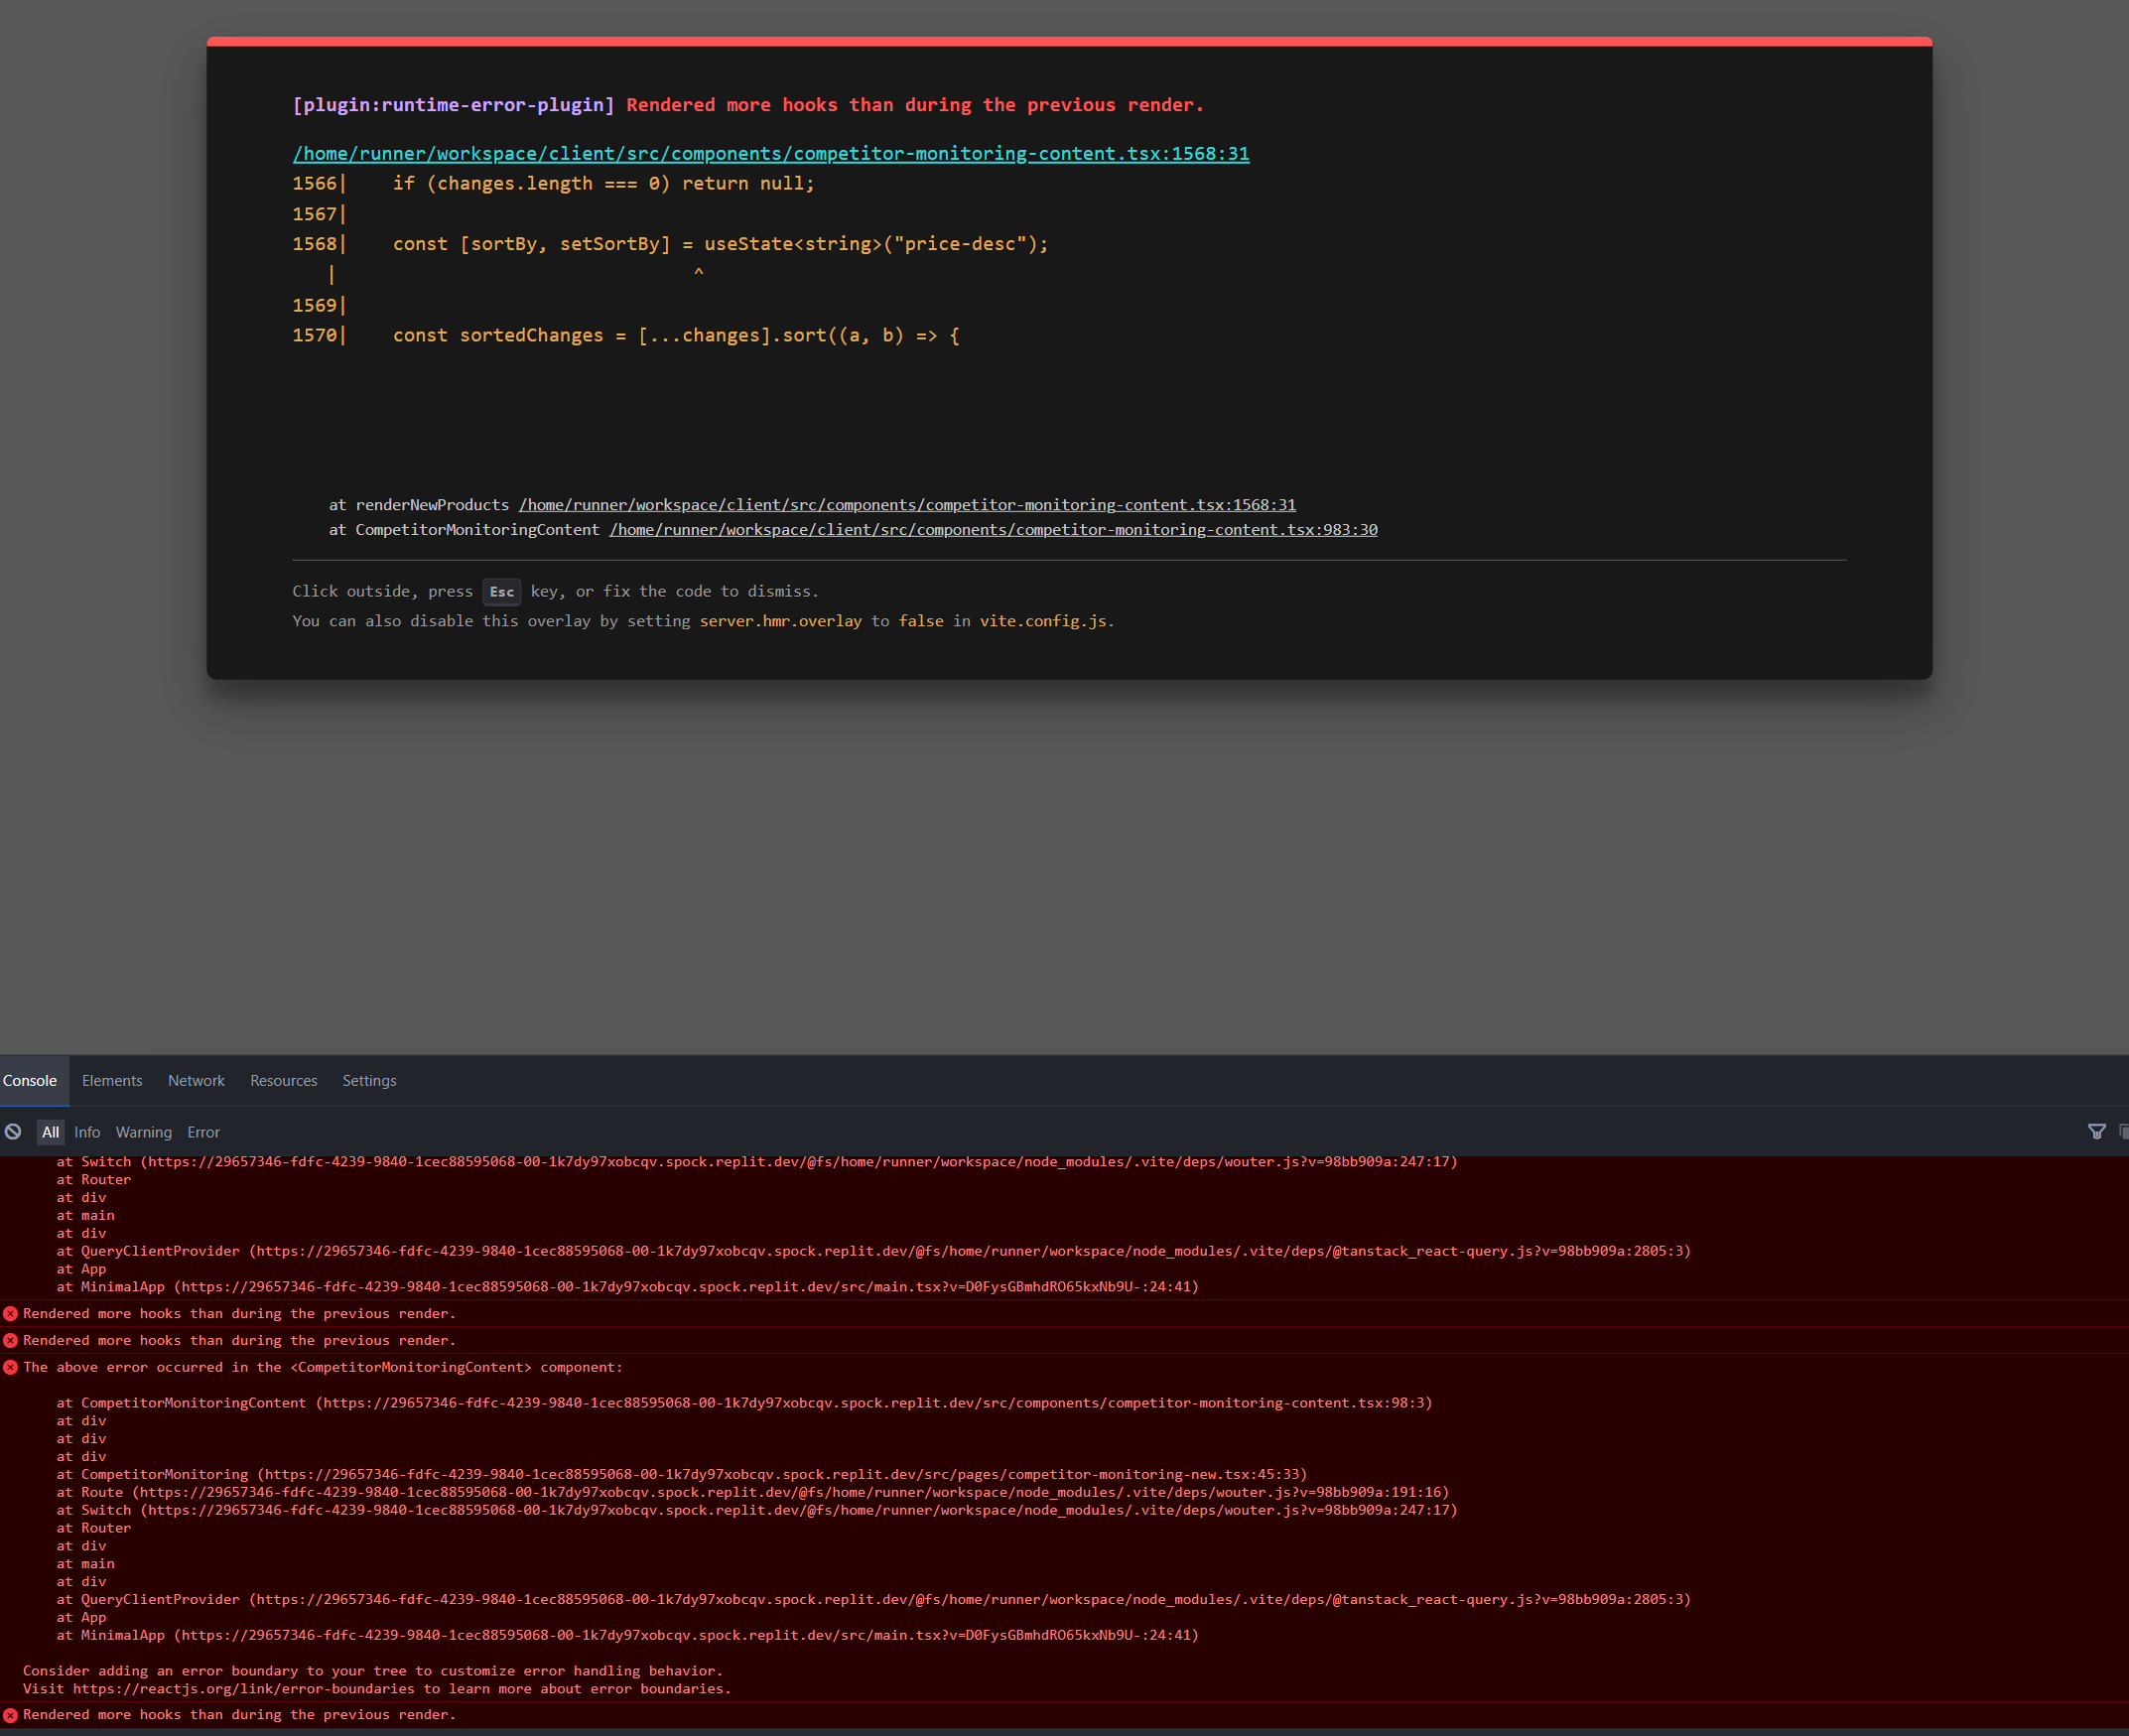 [plugin:runtime-error-plugin] Rendered more hooks than during the previous render.
/home/runner/workspace/client/src/components/competitor-monitoring-content.tsx:1568:31
1566|    if (changes.length === 0) return null;
1567|
1568|    const [sortBy, setSortBy] = useState<string>("price-desc");
|                                ^
1569|
1570|    const sortedChanges = [...changes].sort((a, b) => {
at renderNewProducts /home/runner/workspace/client/src/components/competitor-monitoring-content.tsx:1568:31
at CompetitorMonitoringContent /home/runner/workspace/client/src/components/competitor-monitoring-content.tsx:983:30
Click outside, press Esc key, or fix the code to dismiss.
You can also disable this overlay by setting server.hmr.overlay to false in vite.config.js.
Console Elements Network Resources Settings
All Info Warning Error
at Switch (https://29657346-fdfc-4239-9840-1cec88595068-00-1k7dy97xobcqv.spock.replit.dev/@fs/home/runner/workspace/node_modules/.vite/deps/wouter.js?v=98bb909a:247:17)
at Router
at div
at main
at div
at QueryClientProvider (https://29657346-fdfc-4239-9840-1cec88595068-00-1k7dy97xobcqv.spock.replit.dev/@fs/home/runner/workspace/node_modules/.vite/deps/@tanstack_react-query.js?v=98bb909a:2805:3)
at App
at MinimalApp (https://29657346-fdfc-4239-9840-1cec88595068-00-1k7dy97xobcqv.spock.replit.dev/src/main.tsx?v=D0FysGBmhdRO65kxNb9U-:24:41)
Rendered more hooks than during the previous render.
Rendered more hooks than during the previous render.
The above error occurred in the <CompetitorMonitoringContent> component:
at CompetitorMonitoringContent (https://29657346-fdfc-4239-9840-1cec88595068-00-1k7dy97xobcqv.spock.replit.dev/src/components/competitor-monitoring-content.tsx:98:3)
at div
at div
at div
at CompetitorMonitoring (https://29657346-fdfc-4239-9840-1cec88595068-00-1k7dy97xobcqv.spock.replit.dev/src/pages/competitor-monitoring-new.tsx:45:33)
at Route (https://29657346-fdfc-4239-9840-1cec88595068-00-1k7dy97xobcqv.spock.replit.dev/@fs/home/runner/workspace/node_modules/.vite/deps/wouter.js?v=98bb909a:191:16)
at Switch (https://29657346-fdfc-4239-9840-1cec88595068-00-1k7dy97xobcqv.spock.replit.dev/@fs/home/runner/workspace/node_modules/.vite/deps/wouter.js?v=98bb909a:247:17)
at Router
at div
at main
at div
at QueryClientProvider (https://29657346-fdfc-4239-9840-1cec88595068-00-1k7dy97xobcqv.spock.replit.dev/@fs/home/runner/workspace/node_modules/.vite/deps/@tanstack_react-query.js?v=98bb909a:2805:3)
at App
at MinimalApp (https://29657346-fdfc-4239-9840-1cec88595068-00-1k7dy97xobcqv.spock.replit.dev/src/main.tsx?v=D0FysGBmhdRO65kxNb9U-:24:41)
Consider adding an error boundary to your tree to customize error handling behavior.
Visit https://reactjs.org/link/error-boundaries to learn more about error boundaries.
Rendered more hooks than during the previous render.